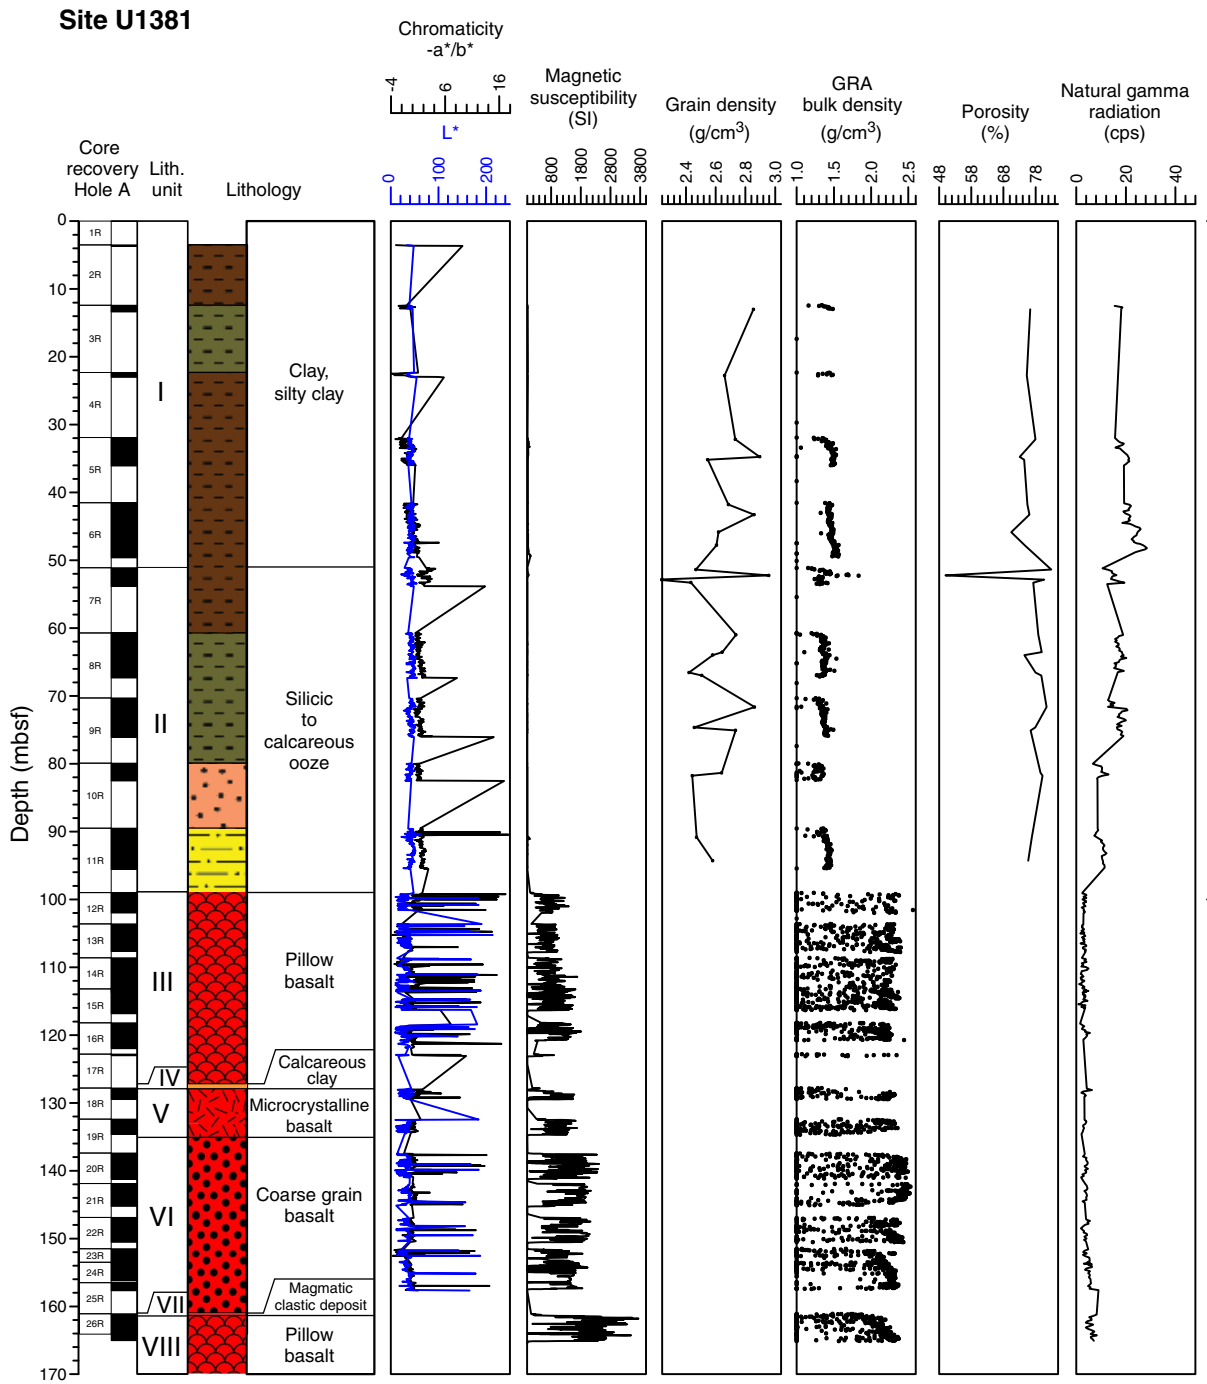 Site U1381
Chromaticity
-a*/b*
-4 6 16
L*
0 100 200
Magnetic
susceptibility
(SI)
800 1800 2800 3800
Grain density
(g/cm³)
2.4 2.6 2.8 3.0
GRA
bulk density
(g/cm³)
1.0 1.5 2.0 2.5
Porosity
(%)
48 58 68 78
Natural gamma
radiation
(cps)
0 20 40
Core
recovery
Hole A
Lith.
unit
Lithology
Depth (mbsf)
0
10
20
30
40
50
60
70
80
90
100
110
120
130
140
150
160
170
1R
2R
3R
4R
5R
6R
7R
8R
9R
10R
11R
12R
13R
14R
15R
16R
17R
18R
19R
20R
21R
22R
23R
24R
25R
26R
I
II
III
IV
V
VI
VII
VIII
Clay,
silty clay
Silicic
to
calcareous
ooze
Pillow
basalt
Calcareous
clay
Microcrystalline
basalt
Coarse grain
basalt
Magmatic
clastic deposit
Pillow
basalt